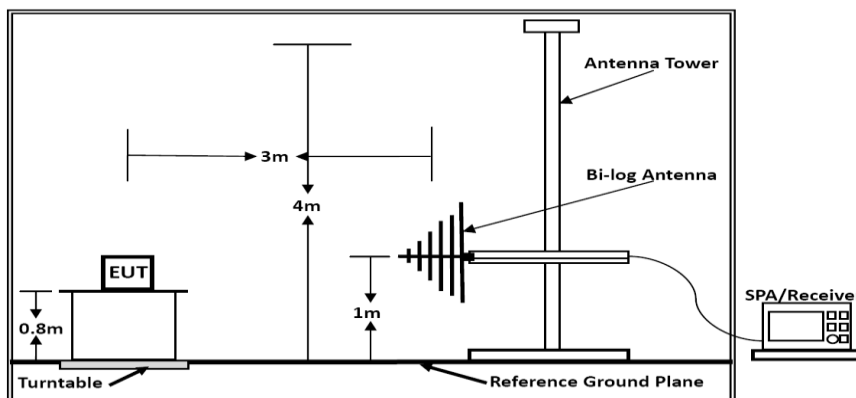 Antenna Tower
3m
Bi-log Antenna
4m
EUT
SPA/Receive
0.8m
1m
Turntable
Reference Ground Plane